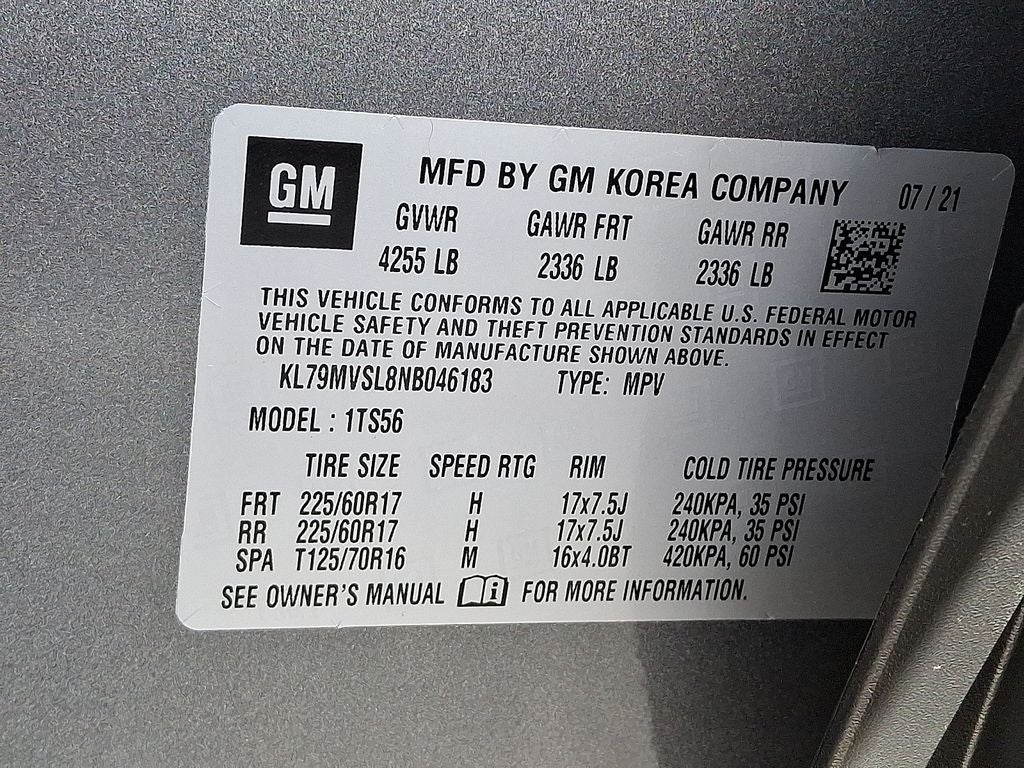 GM
MFD BY GM KOREA COMPANY 07/21
GVWR GAWR FRT GAWR RR
4255 LB 2336 LB 2336 LB
THIS VEHICLE CONFORMS TO ALL APPLICABLE U.S. FEDERAL MOTOR
VEHICLE SAFETY AND THEFT PREVENTION STANDARDS IN EFFECT
ON THE DATE OF MANUFACTURE SHOWN ABOVE.
KL79MVSL8NB046183 TYPE: MPV
MODEL : 1TS56
TIRE SIZE SPEED RTG RIM COLD TIRE PRESSURE
FRT 225/60R17 H 17x7.5J 240KPA, 35 PSI
RR 225/60R17 H 17x7.5J 240KPA, 35 PSI
SPA T125/70R16 M 16x4.0BT 420KPA, 60 PSI
SEE OWNER'S MANUAL i FOR MORE INFORMATION.